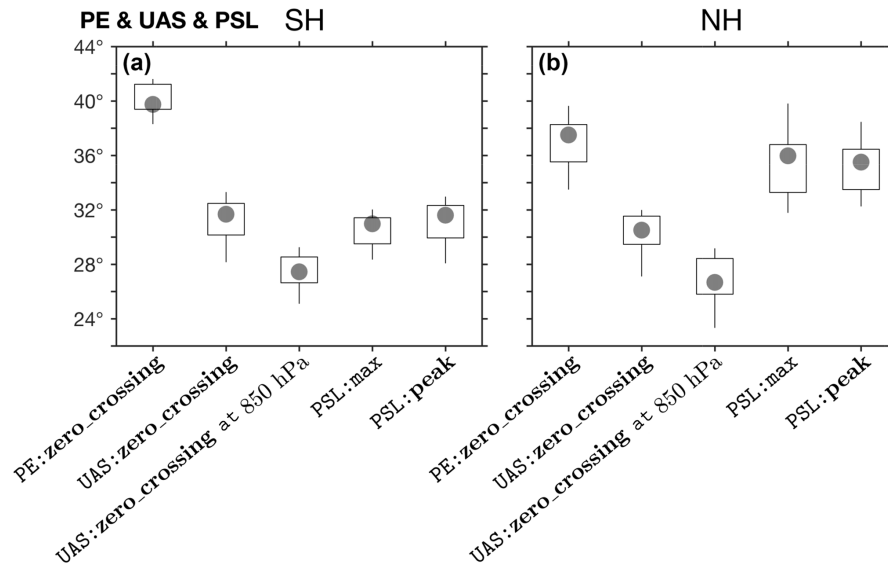 PE & UAS & PSL SH NH
(a) (b)
44°
40°
36°
32°
28°
24°
PE:zero_crossing
UAS:zero_crossing
UAS:zero_crossing at 850 hPa
PSL:max
PSL:peak
PE:zero_crossing
UAS:zero_crossing
UAS:zero_crossing at 850 hPa
PSL:max
PSL:peak